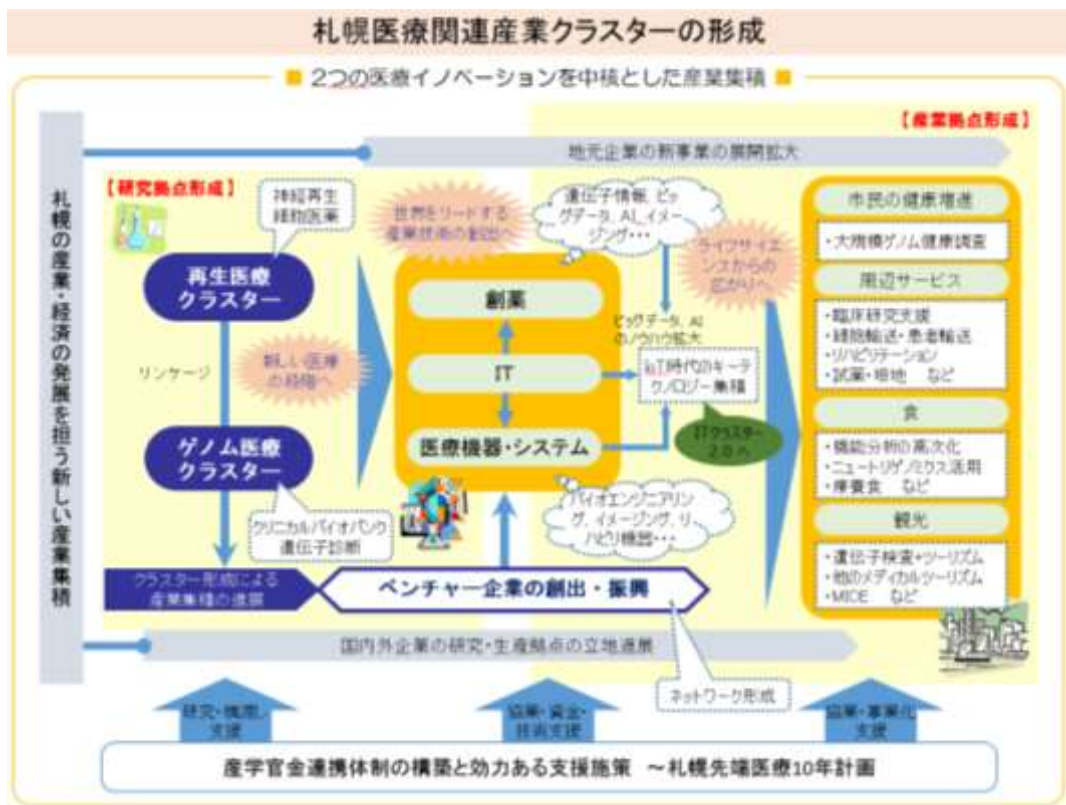 札幌医療関連産業クラスターの形成
■ 2つの医療イノベーションを中核とした産業集積 ■
【産業拠点形成】
地元企業の新事業の展開拡大
札幌の産業・経済の発展を担う新しい産業集積
【研究拠点形成】
神経再生
細胞医薬
世界をリードする
産業技術の創出へ
遺伝子情報、ビッ
グデータ、AI、イメー
ジング・・・
ライフサイエ
ンスからの
広がりへ
再生医療
クラスター
リンケージ
新しい医療
の段階へ
ゲノム医療
クラスター
クリニカルバイオバンク
遺伝子診断
創薬
IT
医療機器・システム
ビッグデータ、AI
のノウハウ拡大
IoT時代のキーテ
クノロジー集積
ITクラスター
2.0へ
バイオエンジニアリン
グ、イメージング、リ
ハビリ機器・・・
市民の健康増進
・大規模ゲノム健康調査
周辺サービス
・臨床研究支援
・細胞輸送・患者輸送
・リハビリテーション
・試薬・培地 など
食
・機能分析の高次化
・ニュートリゲノミクス活用
・療養食 など
観光
・遺伝子検査+ツーリズム
・他のメディカルツーリズム
・MICE など
クラスター形成による
産業集積の進展
ベンチャー企業の創出・振興
国内外企業の研究・生産拠点の立地進展
ネットワーク形成
研究・橋渡し
支援
協業・資金・
技術支援
協業・事業化
支援
産学官金連携体制の構築と効力ある支援施策 ～札幌先端医療10年計画